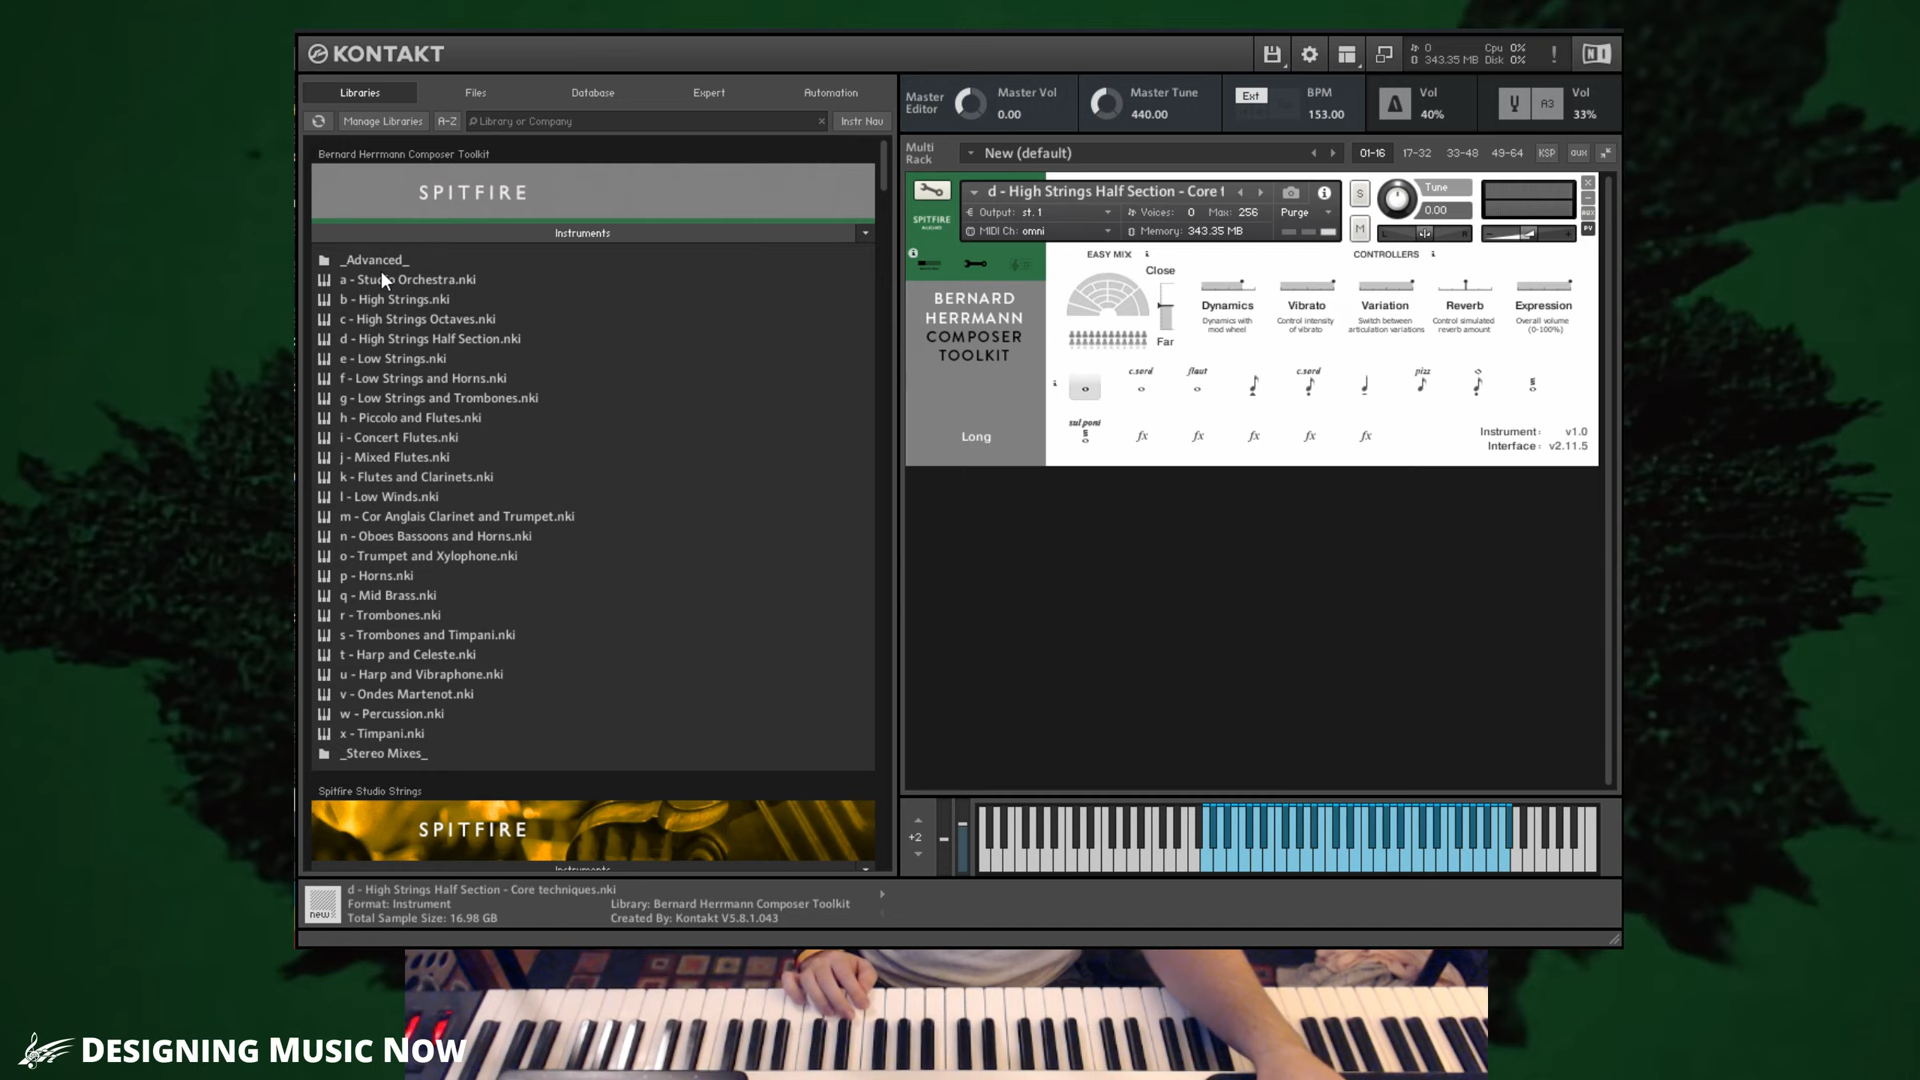 KONTAKT
0 Cpu 0%
343.35 MB Disk 0%
!
Libraries Files Database Expert Automation
Manage Libraries A-Z Library or Company × Instr Nav
Master Editor
Master Vol 0.00
Master Tune 440.00
Ext BPM 153.00
Vol 40%
A3 Vol 33%
Multi Rack New (default) 01-16 17-32 33-48 49-64 KSP aux
Bernard Herrmann Composer Toolkit
SPITFIRE
Instruments
_Advanced_
a - Studio Orchestra.nki
b - High Strings.nki
c - High Strings Octaves.nki
d - High Strings Half Section.nki
e - Low Strings.nki
f - Low Strings and Horns.nki
g - Low Strings and Trombones.nki
h - Piccolo and Flutes.nki
i - Concert Flutes.nki
j - Mixed Flutes.nki
k - Flutes and Clarinets.nki
l - Low Winds.nki
m - Cor Anglais Clarinet and Trumpet.nki
n - Oboes Bassoons and Horns.nki
o - Trumpet and Xylophone.nki
p - Horns.nki
q - Mid Brass.nki
r - Trombones.nki
s - Trombones and Timpani.nki
t - Harp and Celeste.nki
u - Harp and Vibraphone.nki
v - Ondes Martenot.nki
w - Percussion.nki
x - Timpani.nki
_Stereo Mixes_
Spitfire Studio Strings
SPITFIRE
Instruments
SPITFIRE
d - High Strings Half Section - Core t
Output: st. 1 Voices: 0 Max: 256 Purge
MIDI Ch: omni Memory: 343.35 MB
S
M
Tune
0.00
L R
aux
PV
EASY MIX i
Close
Far
CONTROLLERS i
Dynamics
Dynamics with
mod wheel
Vibrato
Control intensity
of vibrato
Variation
Switch between
articulation variations
Reverb
Control simulated
reverb amount
Expression
Overall volume
(0-100%)
BERNARD
HERRMANN
COMPOSER
TOOLKIT
Long
c.sord flaut c.sord pizz
sul ponti
fx fx fx fx fx
Instrument: v1.0
Interface: v2.11.5
+2
new
d - High Strings Half Section - Core techniques.nki
Format: Instrument Library: Bernard Herrmann Composer Toolkit
Total Sample Size: 16.98 GB Created By: Kontakt V5.8.1.043
DESIGNING MUSIC NOW